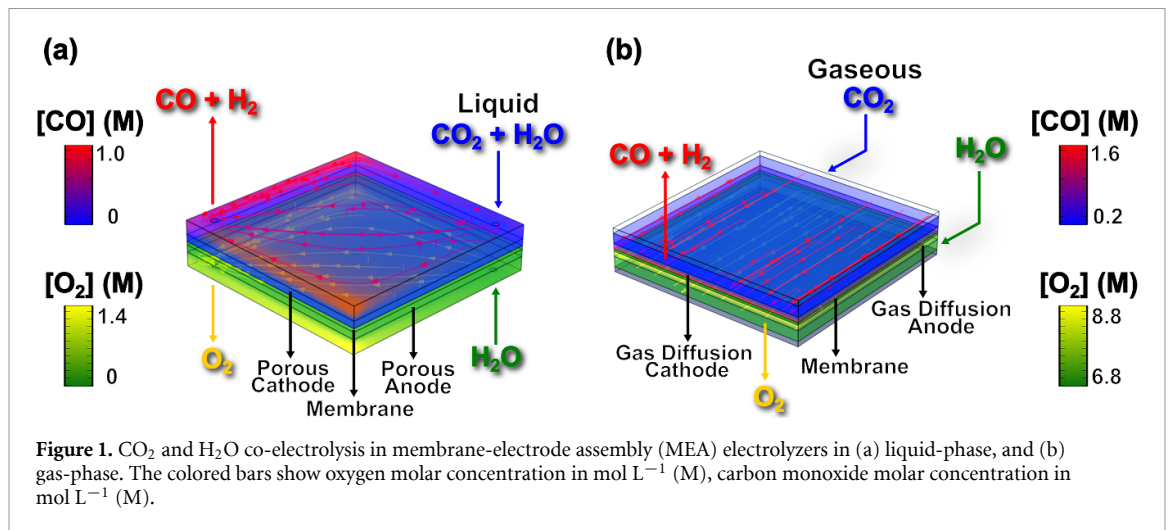 (a)
CO + H₂
Liquid
CO₂ + H₂O
[CO] (M)
1.0
0
[O₂] (M)
1.4
0
O₂
Porous
Cathode
Membrane
Porous
Anode
H₂O
(b)
Gaseous
CO₂
CO + H₂
H₂O
[CO] (M)
1.6
0.2
[O₂] (M)
8.8
6.8
Gas Diffusion
Anode
Membrane
Gas Diffusion
Cathode
O₂
Figure 1. CO₂ and H₂O co-electrolysis in membrane-electrode assembly (MEA) electrolyzers in (a) liquid-phase, and (b)
gas-phase. The colored bars show oxygen molar concentration in mol L⁻¹ (M), carbon monoxide molar concentration in
mol L⁻¹ (M).